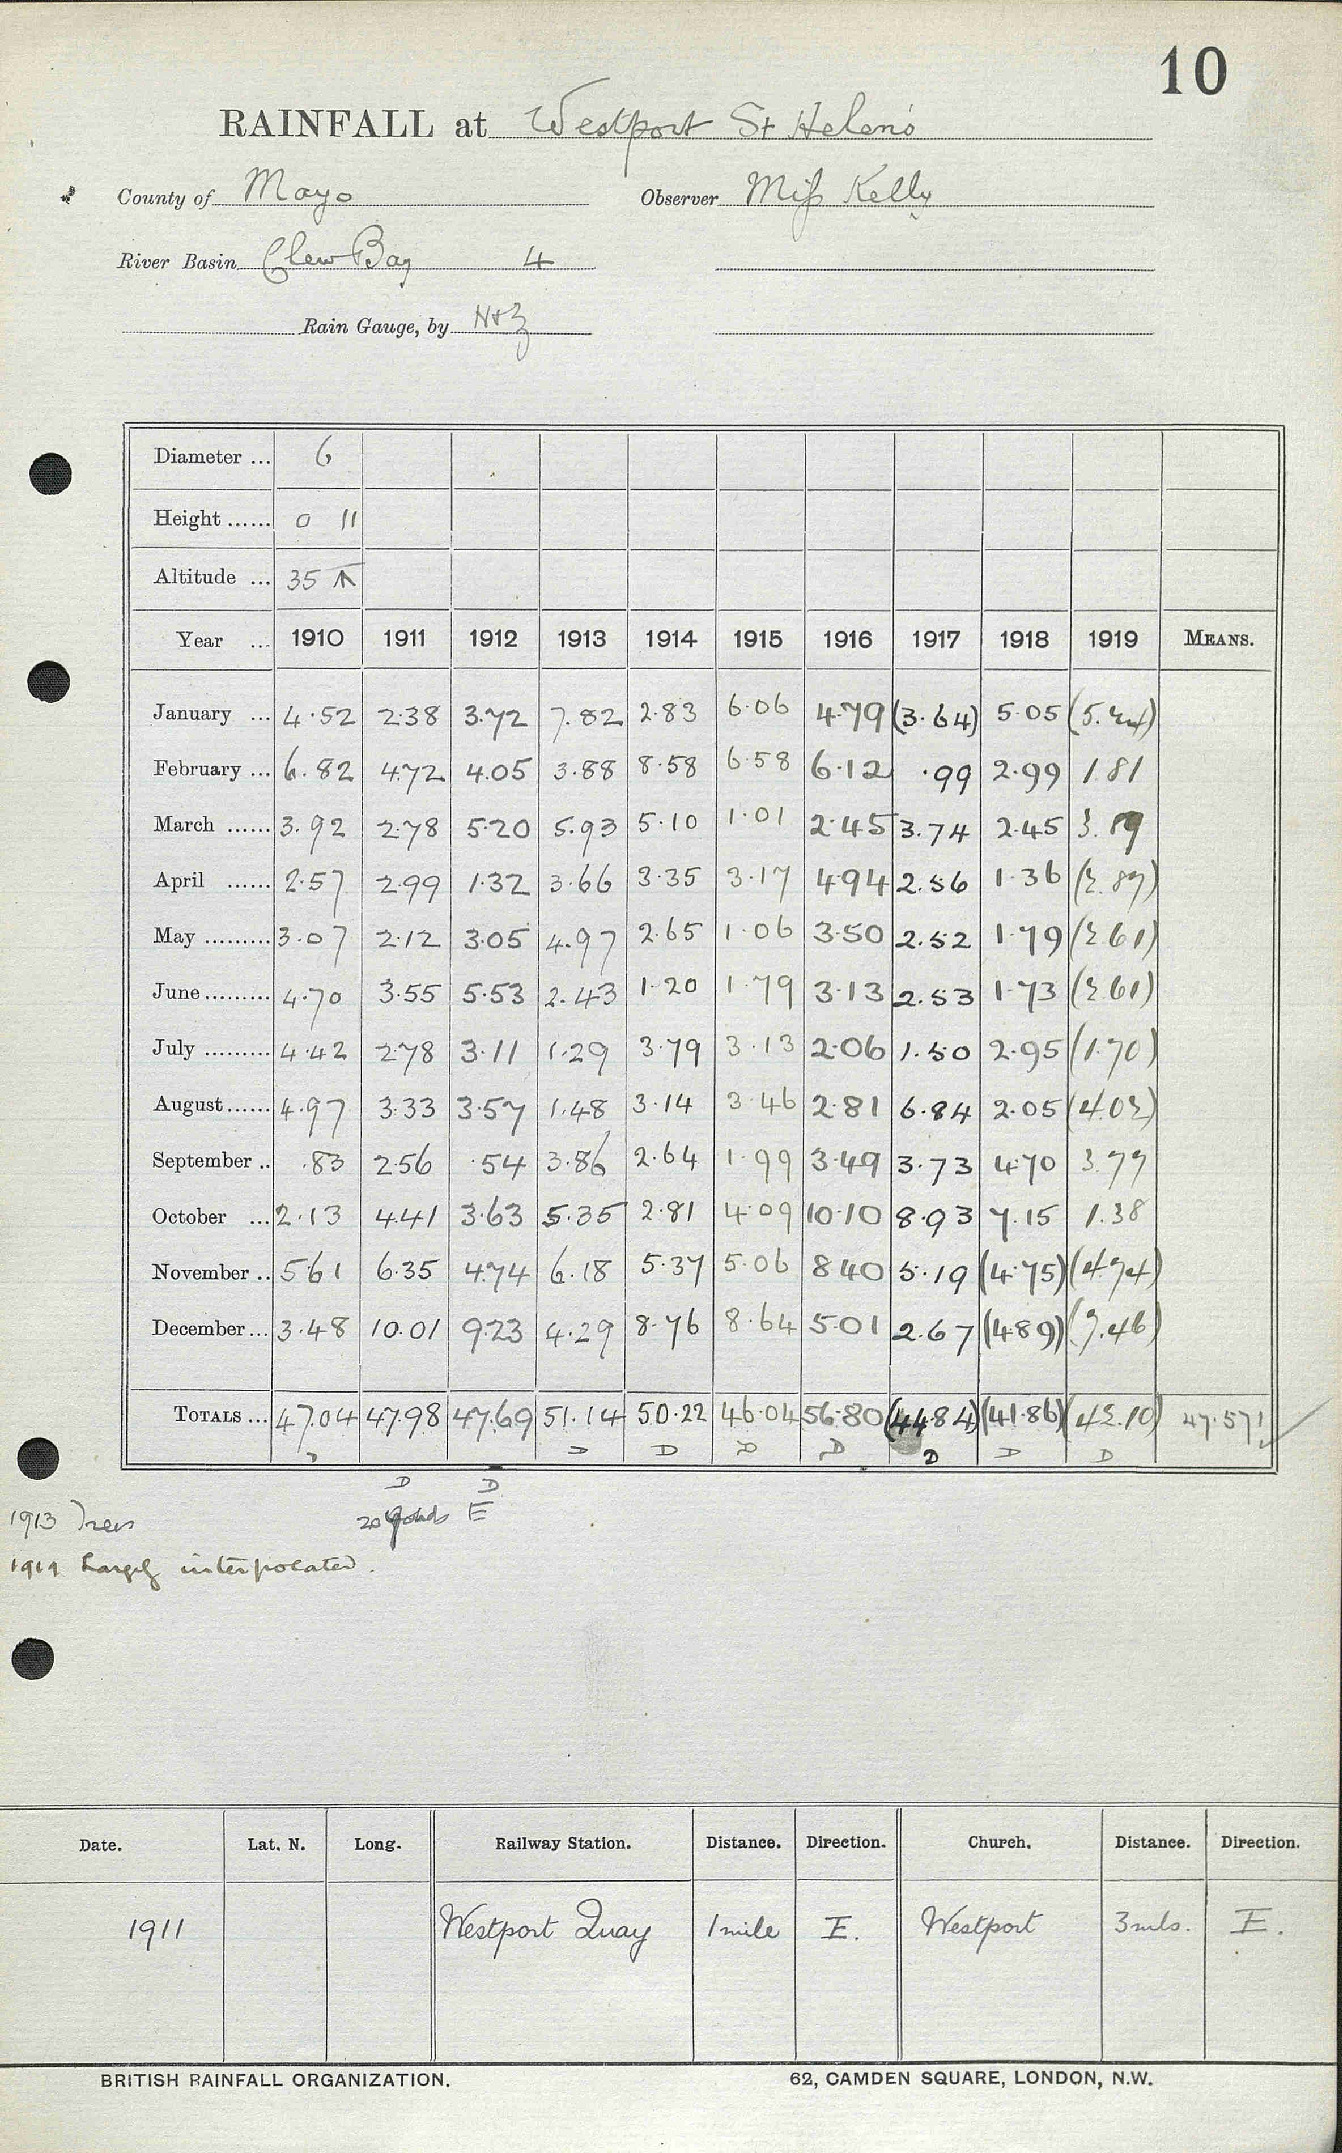 10
RAINFALL at Westport St Helen's
County of Mayo Observer Miss Kelly
River Basin Clew Bay 4
Rain Gauge, by N+Z
Diameter ... 6
Height ...... 0 11
Altitude ... 35
Year ... 1910 1911 1912 1913 1914 1915 1916 1917 1918 1919 MEANS.
January ... 4.52 2.38 3.72 7.82 2.83 6.06 4.79 (3.64) 5.05
February ... 6.82 4.72 4.05 3.88 8.58 6.58 6.12 .99 2.99 1.81
March ...... 3.92 2.78 5.20 5.93 5.10 1.01 2.45 3.74 2.45 3.19
April ...... 2.57 2.99 1.32 3.66 3.35 3.17 4.94 2.56 1.36 (2.87)
May ......... 3.07 2.12 3.05 4.97 2.65 1.06 3.50 2.52 1.79 (2.61)
June ......... 4.70 3.55 5.53 2.43 1.20 1.79 3.13 2.53 1.73 (2.61)
July ......... 4.42 2.78 3.11 1.29 3.79 3.13 2.06 1.50 2.95 (1.70)
August ...... 4.97 3.33 3.57 1.48 3.14 3.46 2.81 6.84 2.05 (4.02)
September .. .83 2.56 .54 3.86 2.64 1.99 3.49 3.73 4.70 3.77
October ... 2.13 4.41 3.63 5.35 2.81 4.09 10.10 8.93 7.15 1.38
November .. 5.61 6.35 4.74 6.18 5.37 5.06 8.40 5.19 (4.75) (4.74)
December ... 3.48 10.01 9.23 4.29 8.76 8.64 5.01 2.67 (4.89) (7.46)
TOTALS ... 47.04 47.98 47.69 51.14 50.22 46.04 56.80 (44.84) (41.86) (42.10) 47.571
D D D D D D D D
D D
1913 Trees 20 E
1919 Largely interpolated.
Date. Lat. N. Long. Railway Station. Distance. Direction. Church. Distance. Direction.
1911 Westport Quay 1 mile E. Westport 3 mls. E.
BRITISH RAINFALL ORGANIZATION. 62, CAMDEN SQUARE, LONDON, N.W.